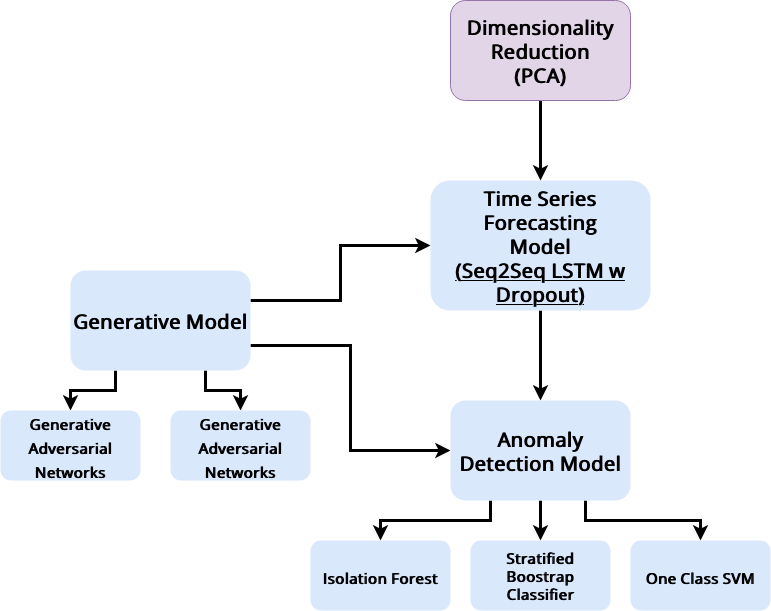 Dimensionality
Reduction
(PCA)
Time Series
Forecasting
Model
(Seq2Seq LSTM w
Dropout)
Generative Model
Generative
Adversarial
Networks
Generative
Adversarial
Networks
Anomaly
Detection Model
Isolation Forest
Stratified
Boostrap
Classifier
One Class SVM